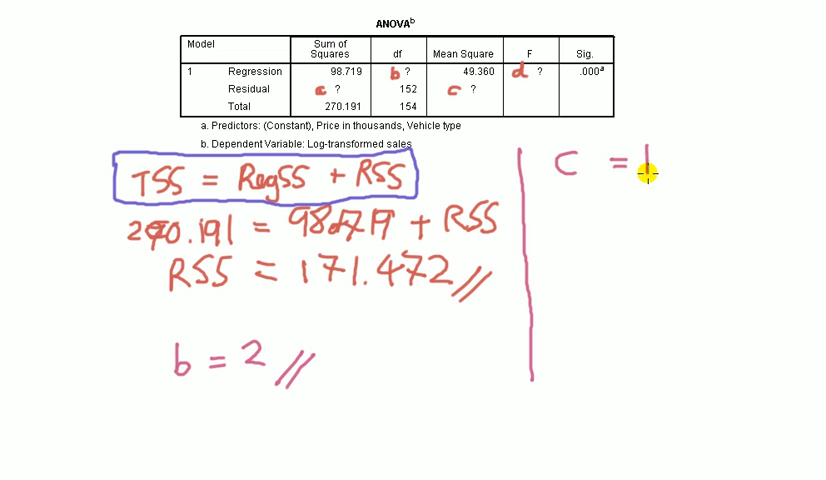 ANOVAb
Model Sum of Squares df Mean Square F Sig.
1 Regression 98.719 b ? 49.360 d ? .000a
Residual a ? 152 c ?
Total 270.191 154
a. Predictors: (Constant), Price in thousands, Vehicle type
b. Dependent Variable: Log-transformed sales
TSS = RegSS + RSS
270.191 = 98.719 + RSS
RSS = 171.472 //
b = 2 //
C = 1